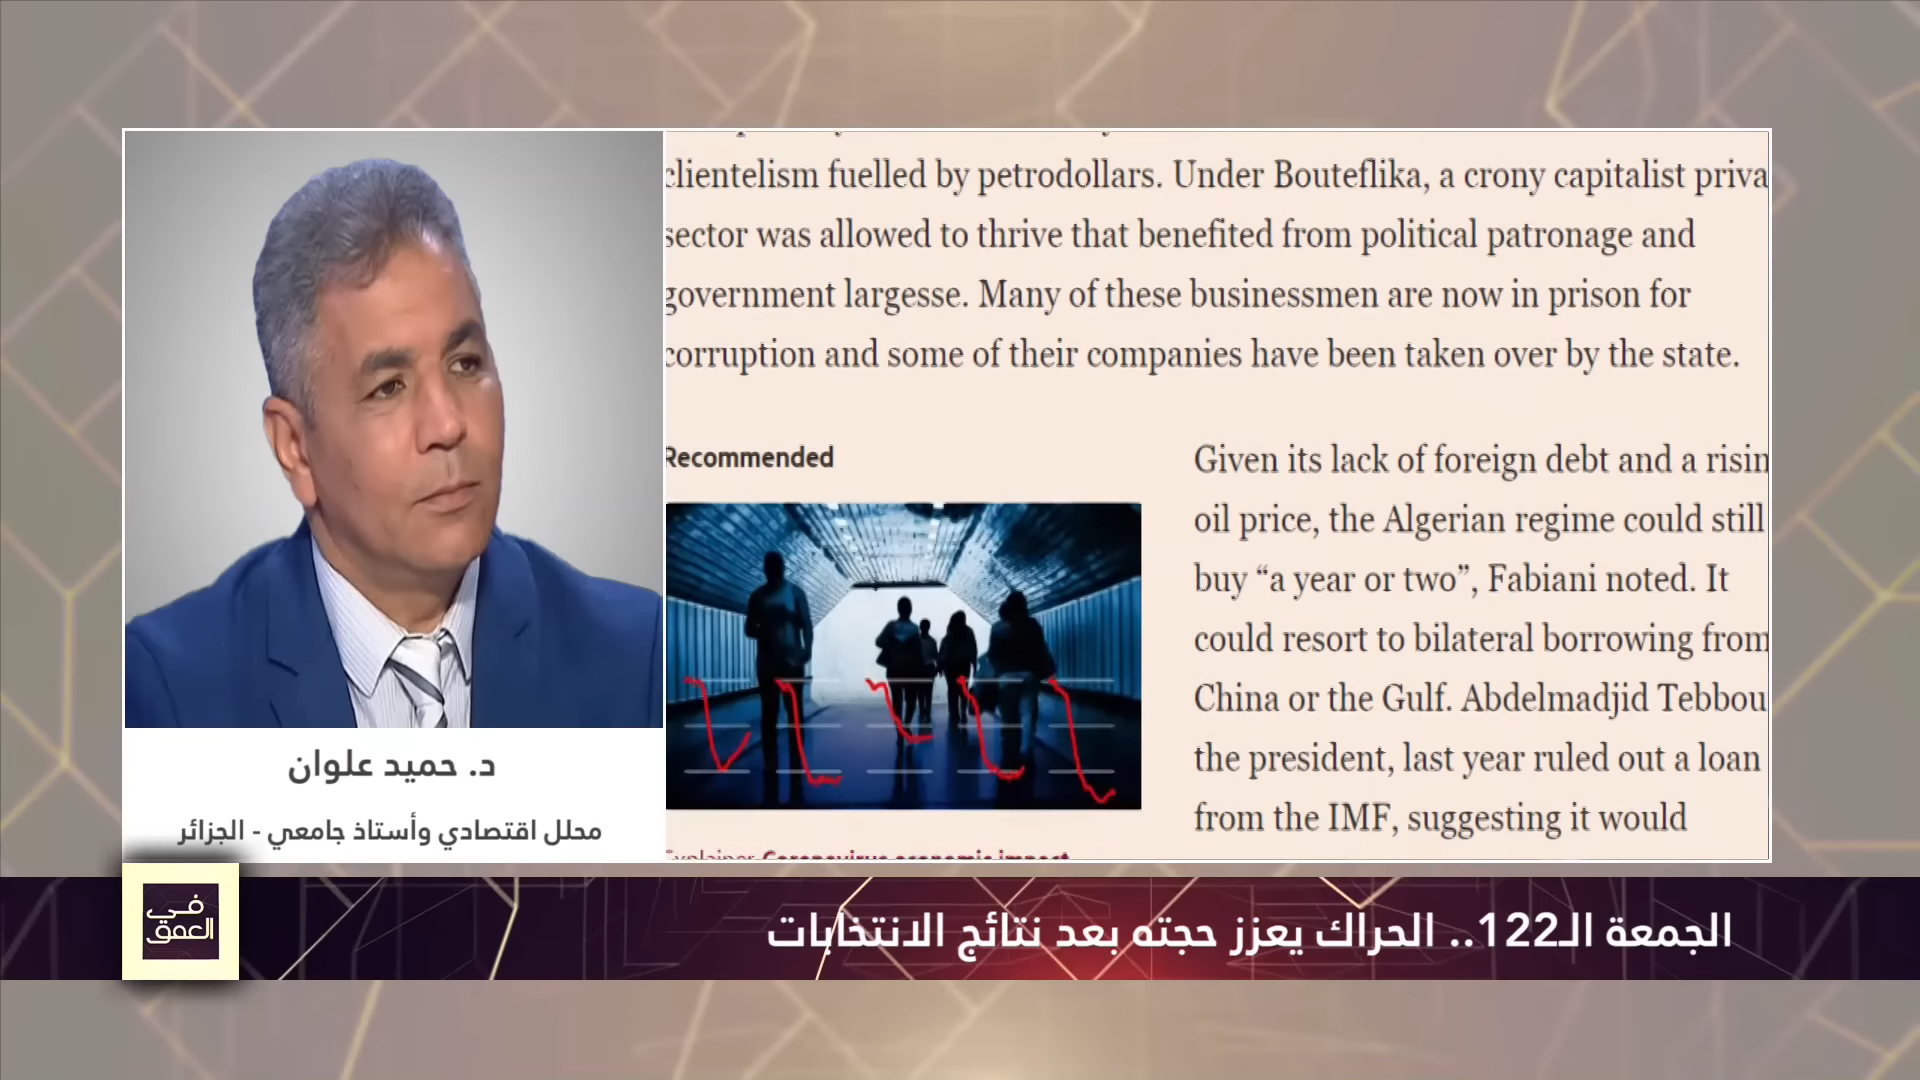 clientelism fuelled by petrodollars. Under Bouteflika, a crony capitalist priva
sector was allowed to thrive that benefited from political patronage and
government largesse. Many of these businessmen are now in prison for
corruption and some of their companies have been taken over by the state.
Recommended
Given its lack of foreign debt and a risin
oil price, the Algerian regime could still
buy “a year or two”, Fabiani noted. It
could resort to bilateral borrowing from
China or the Gulf. Abdelmadjid Tebbou
the president, last year ruled out a loan
from the IMF, suggesting it would
Explainer Coronavirus economic impact
د. حميد علوان
محلل اقتصادي وأستاذ جامعي - الجزائر
في
العمق
الجمعة الـ122.. الحراك يعزز حجته بعد نتائج الانتخابات